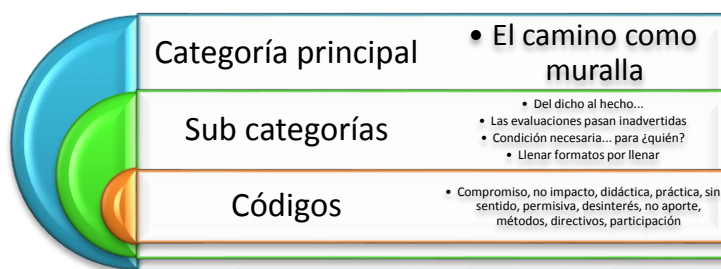 Categoría principal
• El camino como
muralla
Sub categorías
• Del dicho al hecho...
• Las evaluaciones pasan inadvertidas
• Condición necesaria... para ¿quién?
• Llenar formatos por llenar
Códigos
• Compromiso, no impacto, didáctica, práctica, sin
sentido, permisiva, desinterés, no aporte,
métodos, directivos, participación